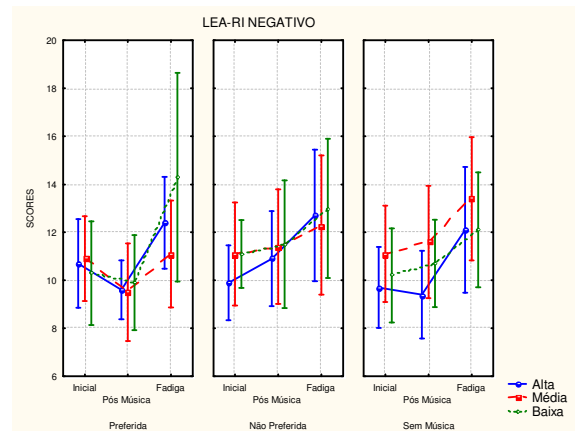 LEA-RI NEGATIVO
SCORES
20
18
16
14
12
10
8
6
Inicial Fadiga Inicial Fadiga Inicial Fadiga
Pós Música Pós Música Pós Música
Preferida Não Preferida Sem Música
Alta
Média
Baixa